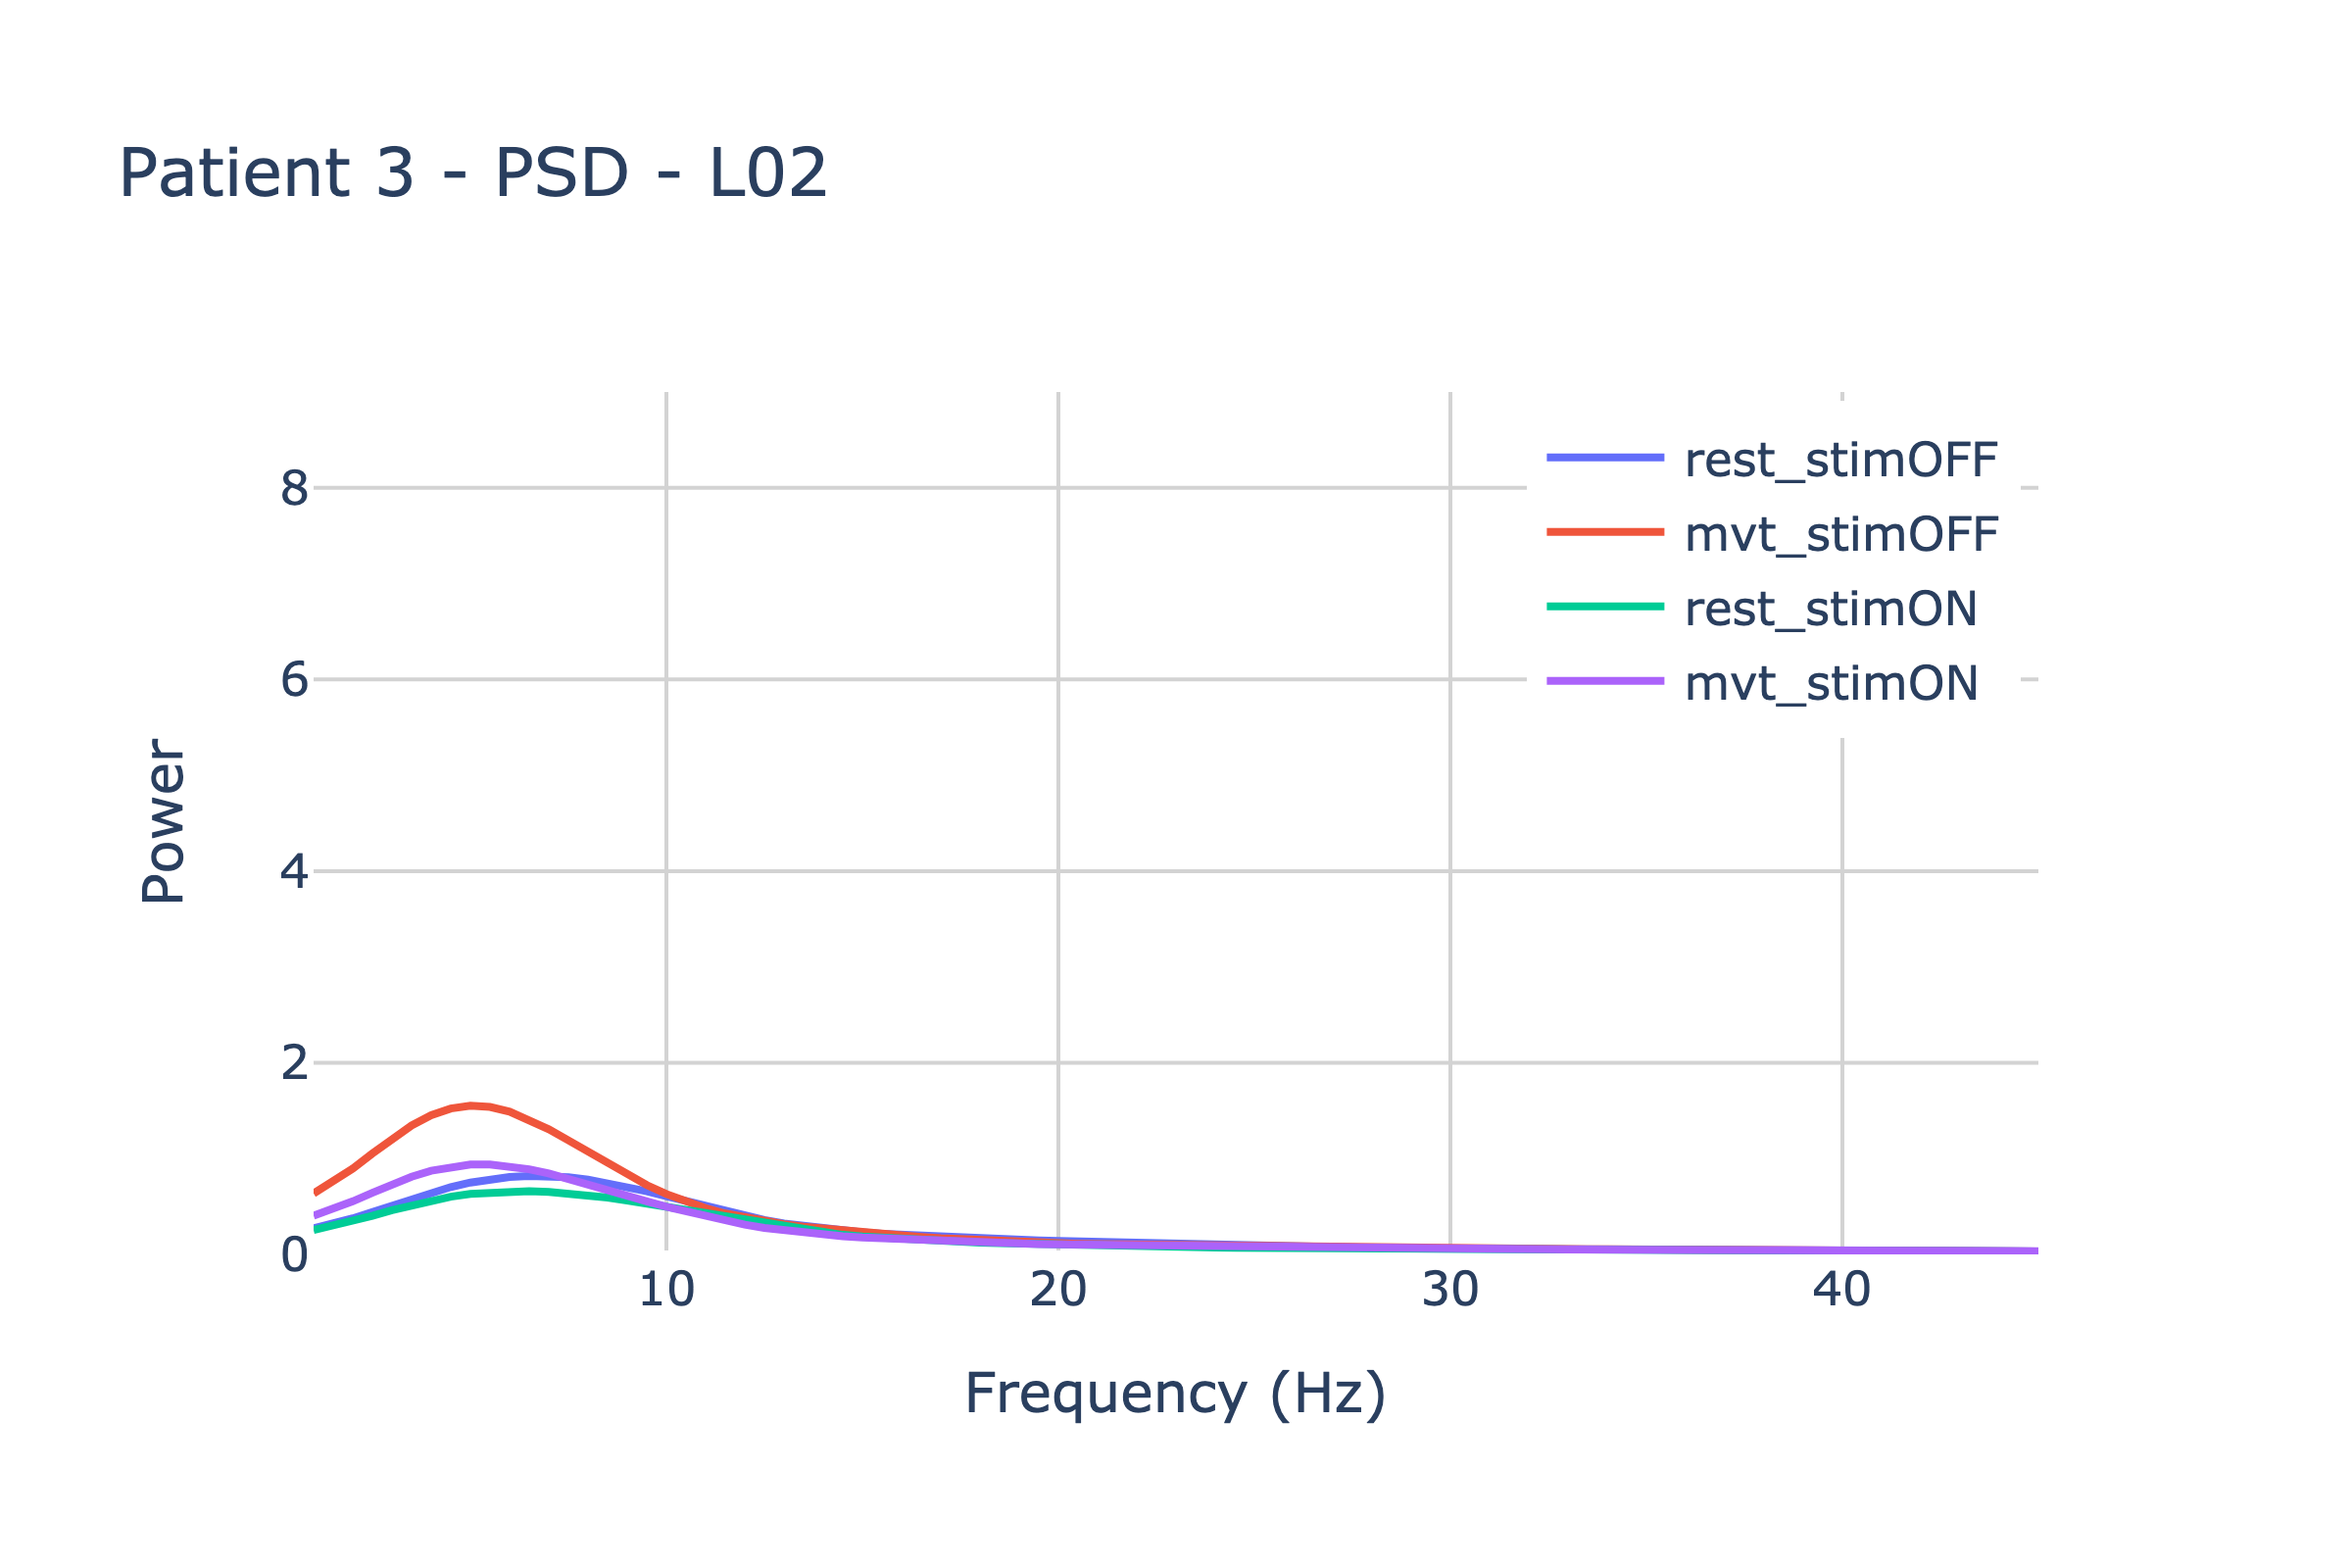 Patient 3 - PSD - L02
rest_stimOFF
mvt_stimOFF
rest_stimON
mvt_stimON
8
6
4
2
0
Power
10 20 30 40
Frequency (Hz)